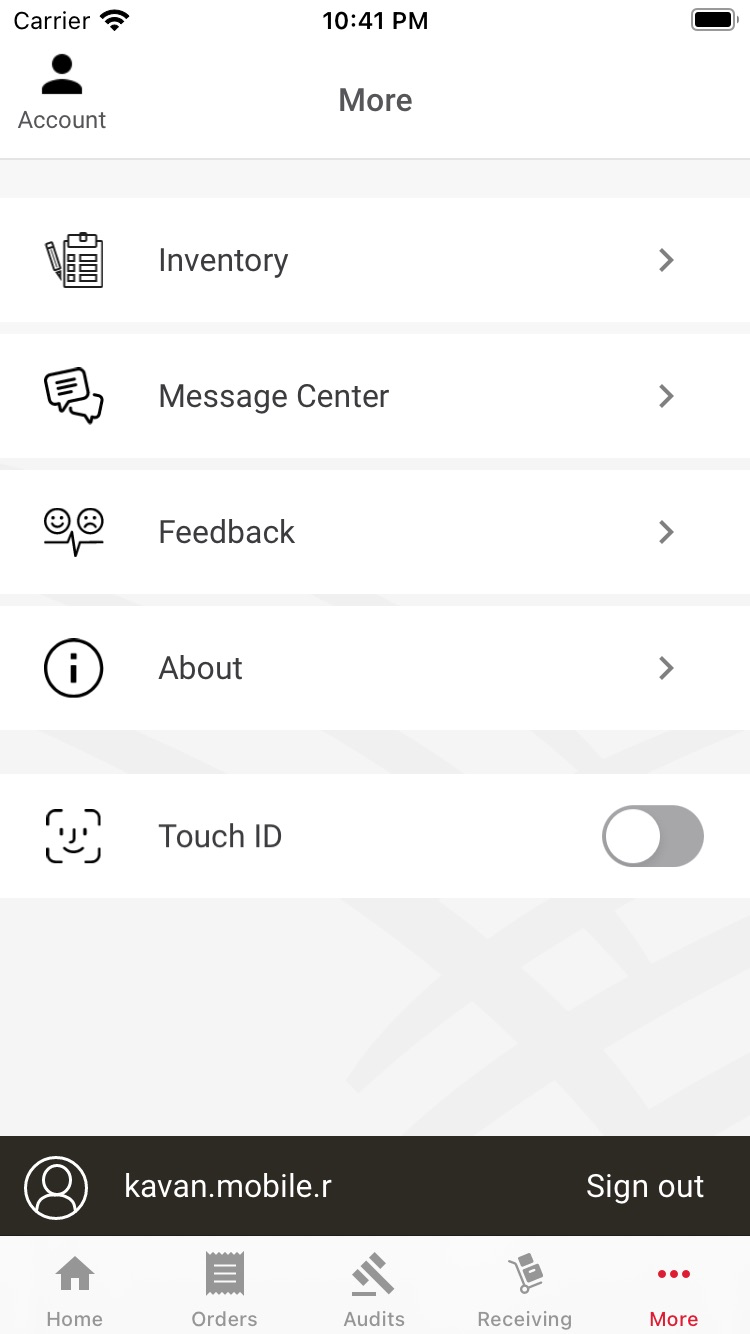 Carrier 10:41 PM
Account
More
Inventory
Message Center
Feedback
About
Touch ID
kavan.mobile.r Sign out
Home Orders Audits Receiving More